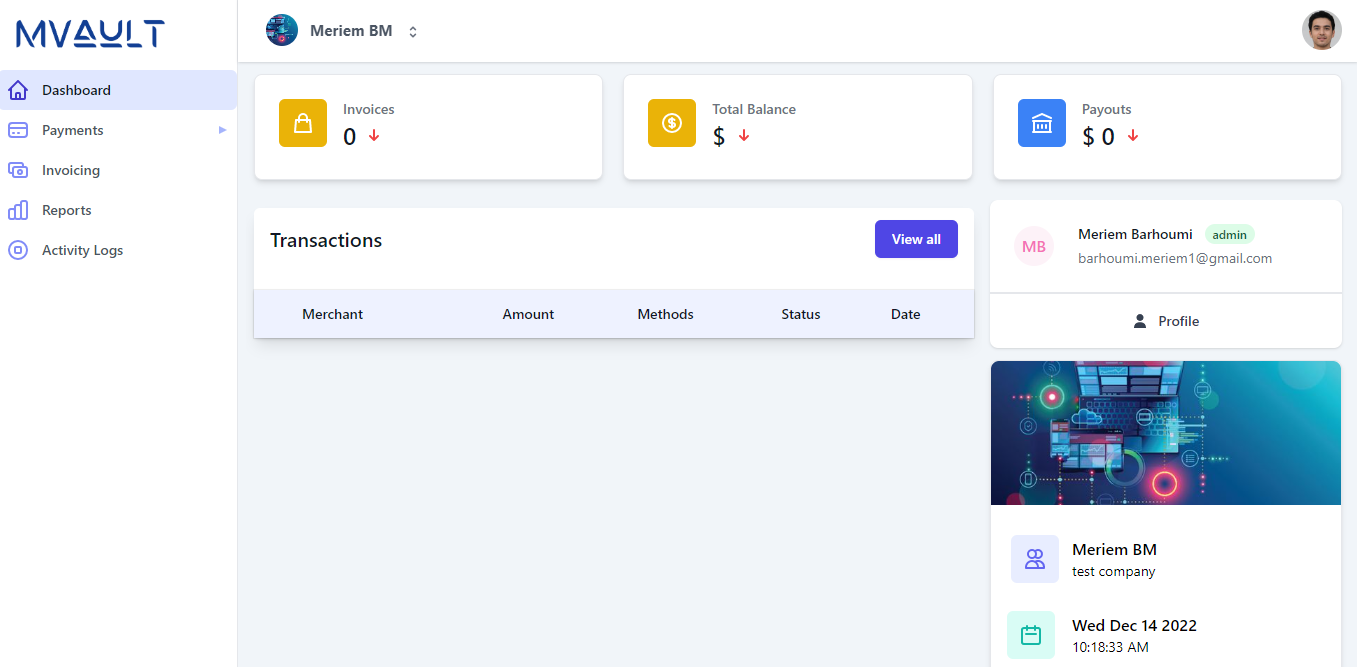 MVAULT
Meriem BM
Dashboard
Payments
Invoicing
Reports
Activity Logs
Invoices
0
Total Balance
$
Payouts
$ 0
Transactions
View all
Merchant Amount Methods Status Date
MB
Meriem Barhoumi admin
barhoumi.meriem1@gmail.com
Profile
Meriem BM
test company
Wed Dec 14 2022
10:18:33 AM